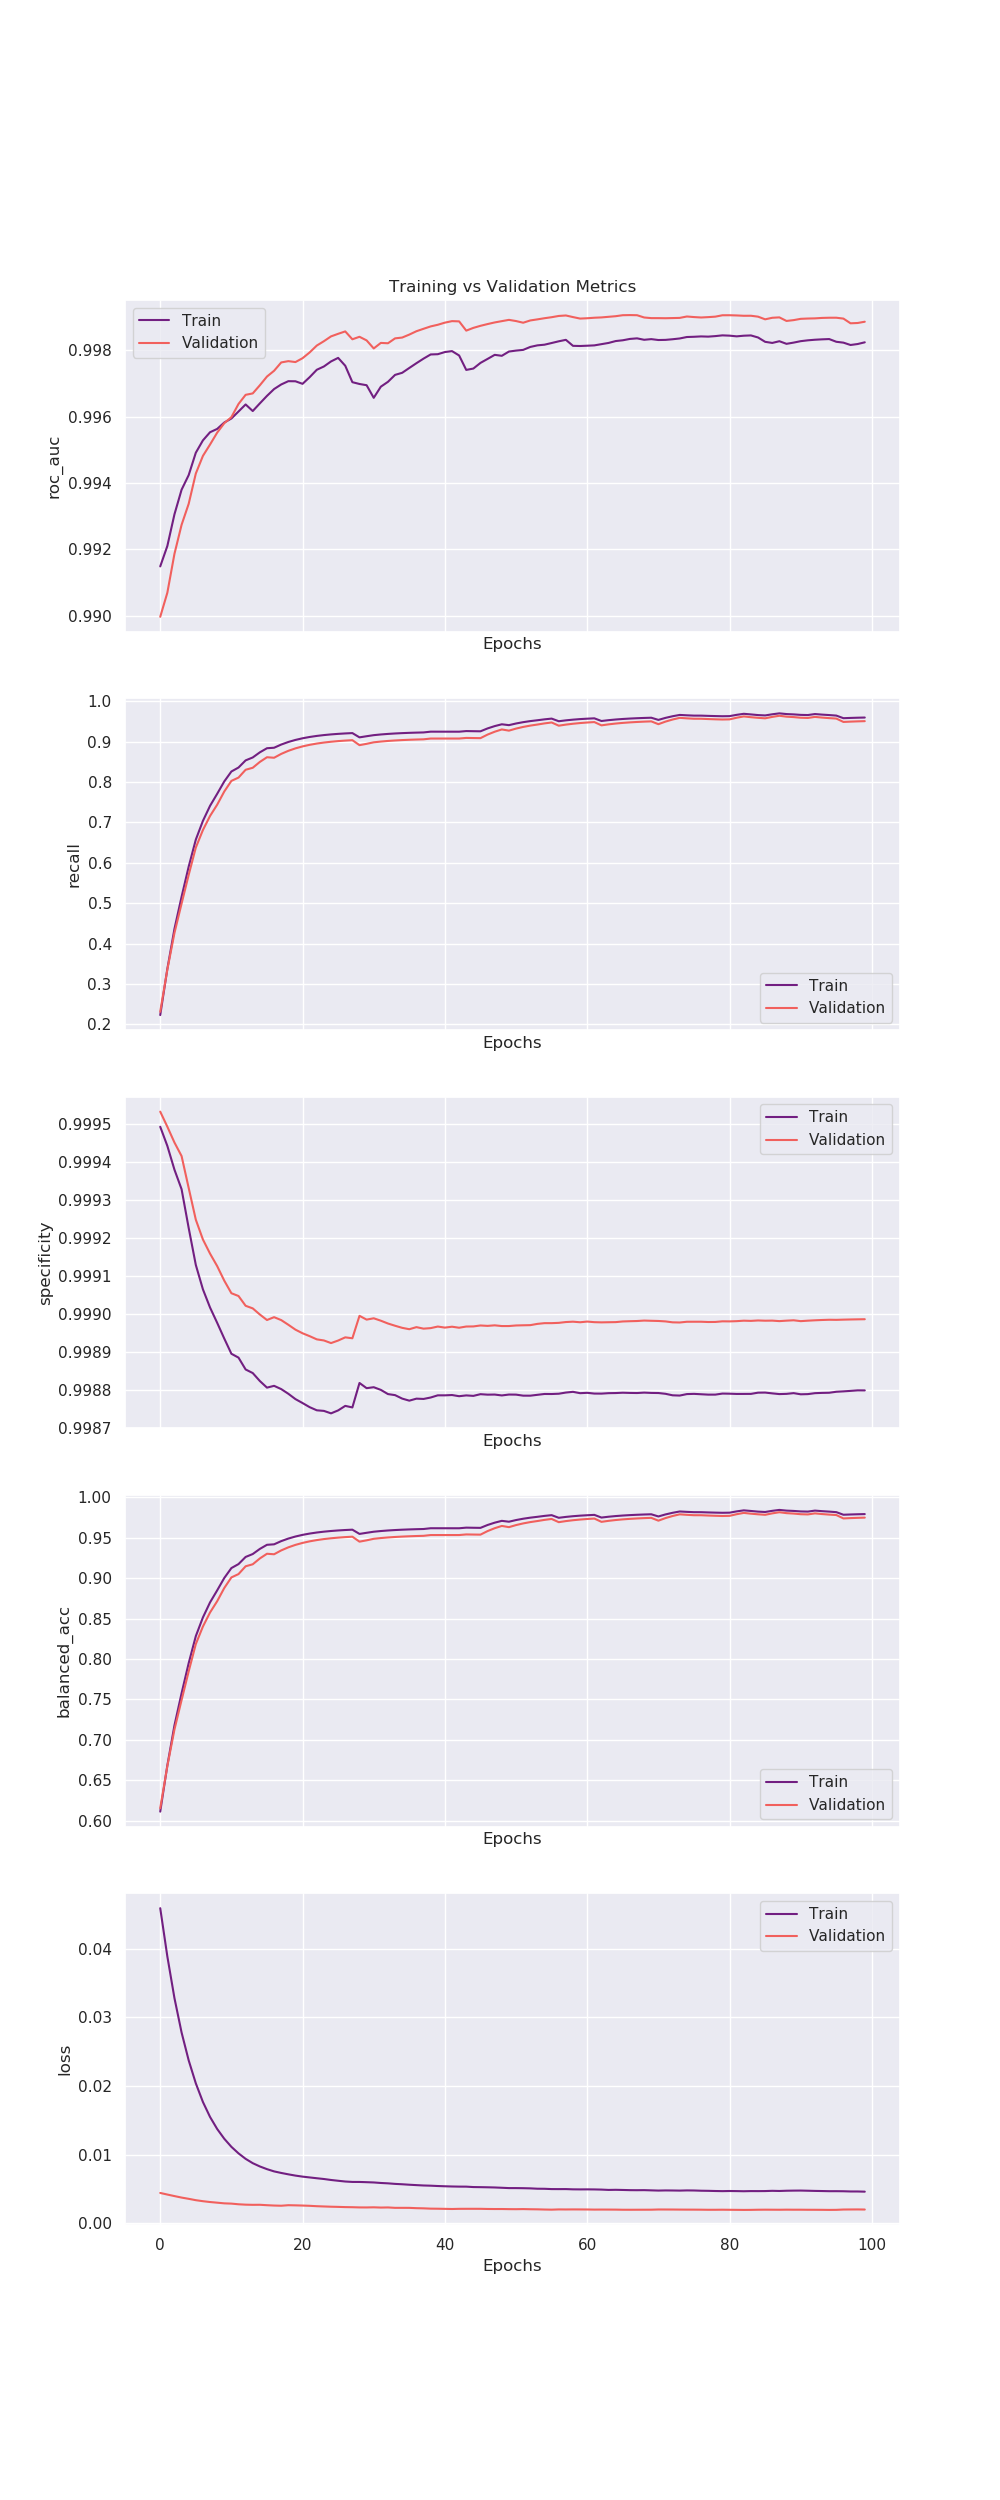 Training vs Validation Metrics
Train
Validation
0.998
0.996
0.994
0.992
0.990
roc_auc
Epochs
1.0
0.9
0.8
0.7
0.6
0.5
0.4
0.3
0.2
recall
Train
Validation
Epochs
Train
Validation
0.9995
0.9994
0.9993
0.9992
0.9991
0.9990
0.9989
0.9988
0.9987
specificity
Epochs
1.00
0.95
0.90
0.85
0.80
0.75
0.70
0.65
0.60
balanced_acc
Train
Validation
Epochs
Train
Validation
0.04
0.03
0.02
0.01
0.00
loss
0 20 40 60 80 100
Epochs